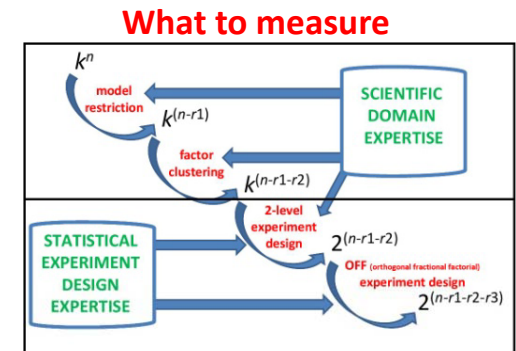 What to measure
kⁿ
model
restriction
k⁽ⁿ⁻ʳ¹⁾
factor
clustering
k⁽ⁿ⁻ʳ¹⁻ʳ²⁾
SCIENTIFIC
DOMAIN
EXPERTISE
2-level
experiment
design
2⁽ⁿ⁻ʳ¹⁻ʳ²⁾
STATISTICAL
EXPERIMENT
DESIGN
EXPERTISE
OFF (orthogonal fractional factorial)
experiment design
2⁽ⁿ⁻ʳ¹⁻ʳ²⁻ʳ³⁾